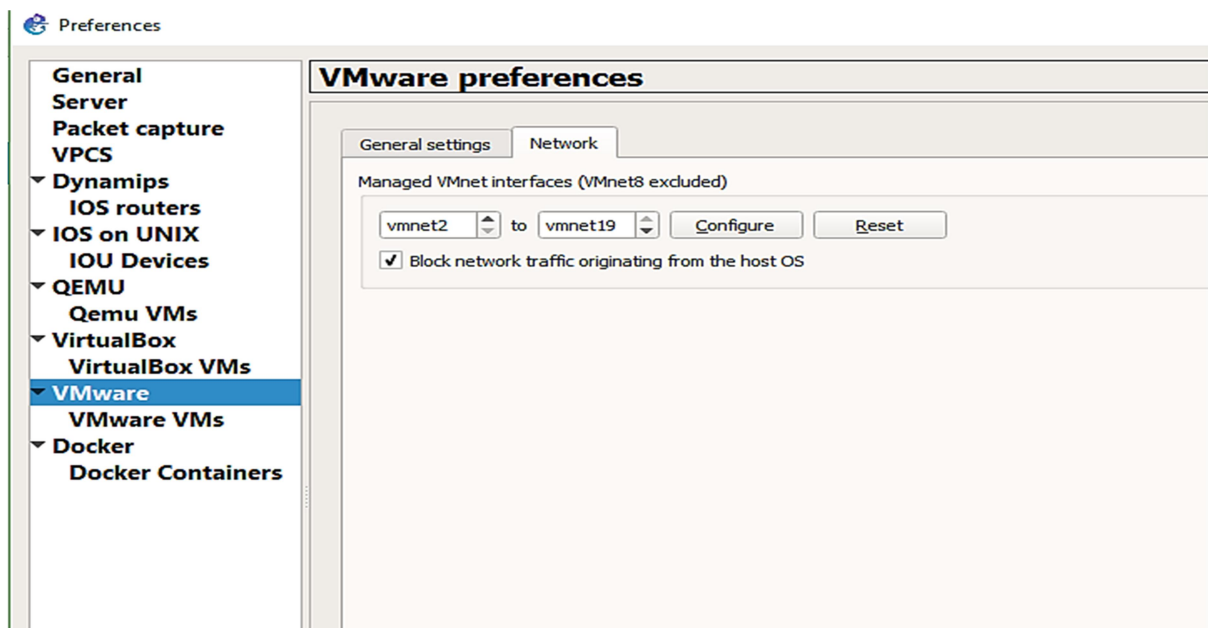 Preferences
General
Server
Packet capture
VPCS
Dynamips
IOS routers
IOS on UNIX
IOU Devices
QEMU
Qemu VMs
VirtualBox
VirtualBox VMs
VMware
VMware VMs
Docker
Docker Containers
VMware preferences
General settings Network
Managed VMnet interfaces (VMnet8 excluded)
vmnet2 to vmnet19 Configure Reset
Block network traffic originating from the host OS